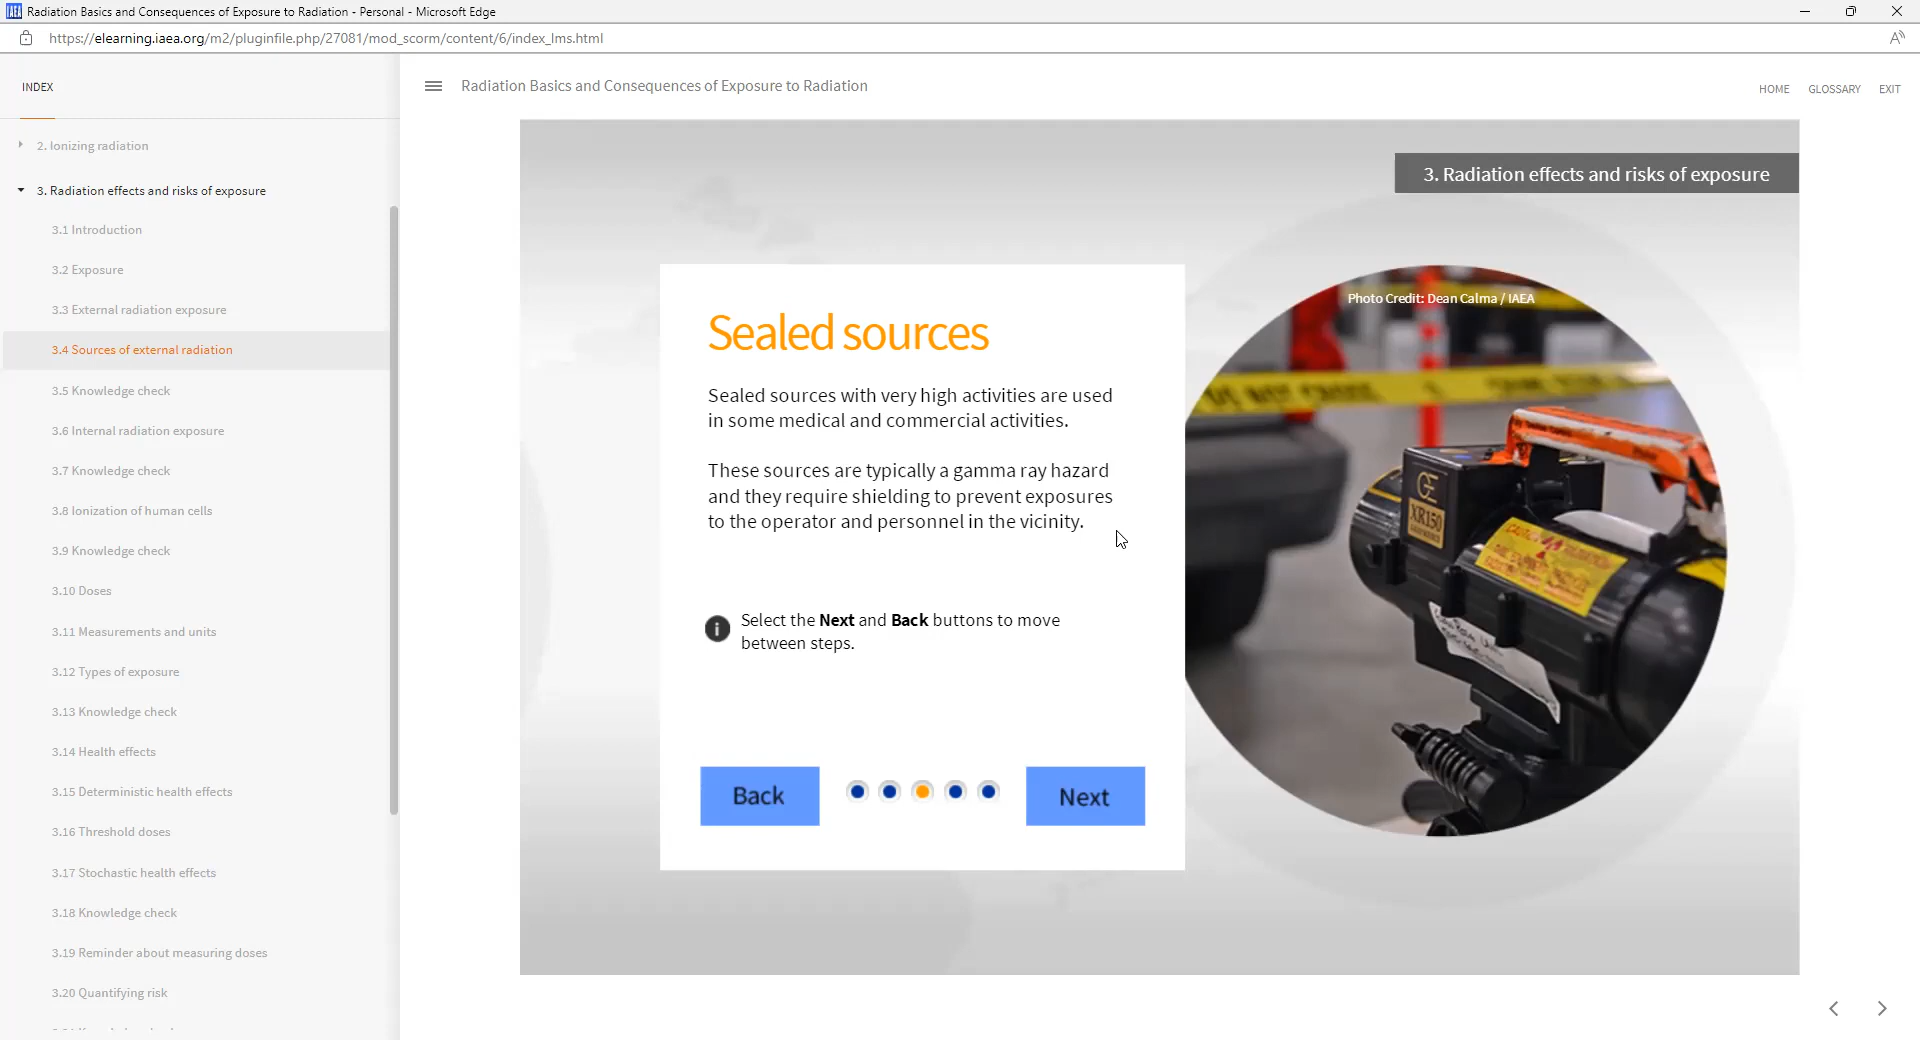 Radiation Basics and Consequences of Exposure to Radiation - Personal - Microsoft Edge
https://elearning.iaea.org/m2/pluginfile.php/27081/mod_scorm/content/6/index_lms.html
INDEX
2. Ionizing radiation
3. Radiation effects and risks of exposure
3.1 Introduction
3.2 Exposure
3.3 External radiation exposure
3.4 Sources of external radiation
3.5 Knowledge check
3.6 Internal radiation exposure
3.7 Knowledge check
3.8 Ionization of human cells
3.9 Knowledge check
3.10 Doses
3.11 Measurements and units
3.12 Types of exposure
3.13 Knowledge check
3.14 Health effects
3.15 Deterministic health effects
3.16 Threshold doses
3.17 Stochastic health effects
3.18 Knowledge check
3.19 Reminder about measuring doses
3.20 Quantifying risk
Radiation Basics and Consequences of Exposure to Radiation
HOME GLOSSARY EXIT
3. Radiation effects and risks of exposure
Sealed sources
Sealed sources with very high activities are used
in some medical and commercial activities.
These sources are typically a gamma ray hazard
and they require shielding to prevent exposures
to the operator and personnel in the vicinity.
Select the Next and Back buttons to move
between steps.
Back
Next
Photo Credit: Dean Calma / IAEA
XR150